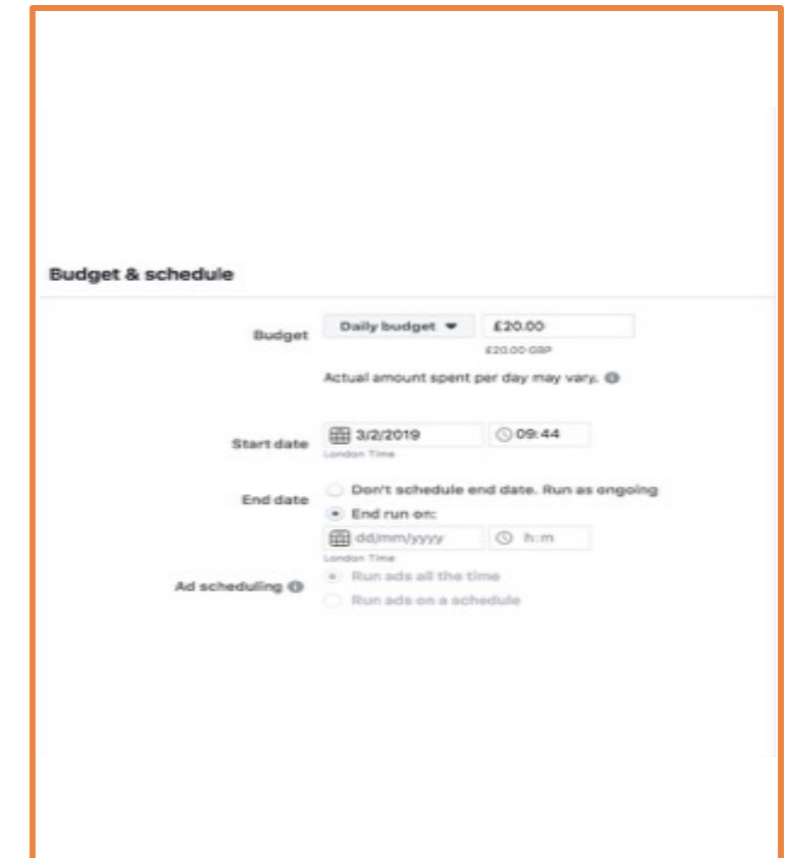 Budget & schedule
Budget Daily budget £20.00
£20.00 GBP
Actual amount spent per day may vary.
Start date 3/2/2019 09:44
London Time
End date Don't schedule end date. Run as ongoing
End run on:
dd/mm/yyyy h:m
London Time
Ad scheduling Run ads all the time
Run ads on a schedule